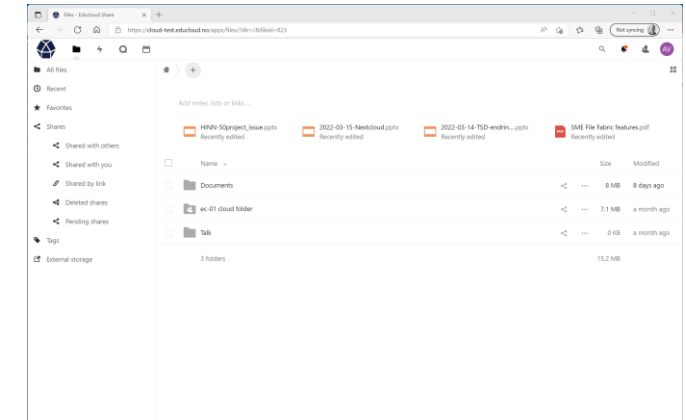 Files - Educloud Share
https://cloud-test.educloud.no/apps/files/?dir=/&fileid=823
Not syncing
AV
All files
Recent
Favorites
Shares
Shared with others
Shared with you
Shared by link
Deleted shares
Pending shares
Tags
External storage
Add notes, lists or links ...
HINN-50project_issue.pptx
Recently edited
2022-03-15-Nextcloud.pptx
Recently edited
2022-03-14-TSD-endrin....pptx
Recently edited
PDF
SME File Fabric features.pdf
Recently edited
Name Size Modified
Documents 8 MB 8 days ago
ec-01 cloud folder 7.1 MB a month ago
Talk 0 KB a month ago
3 folders 15.2 MB